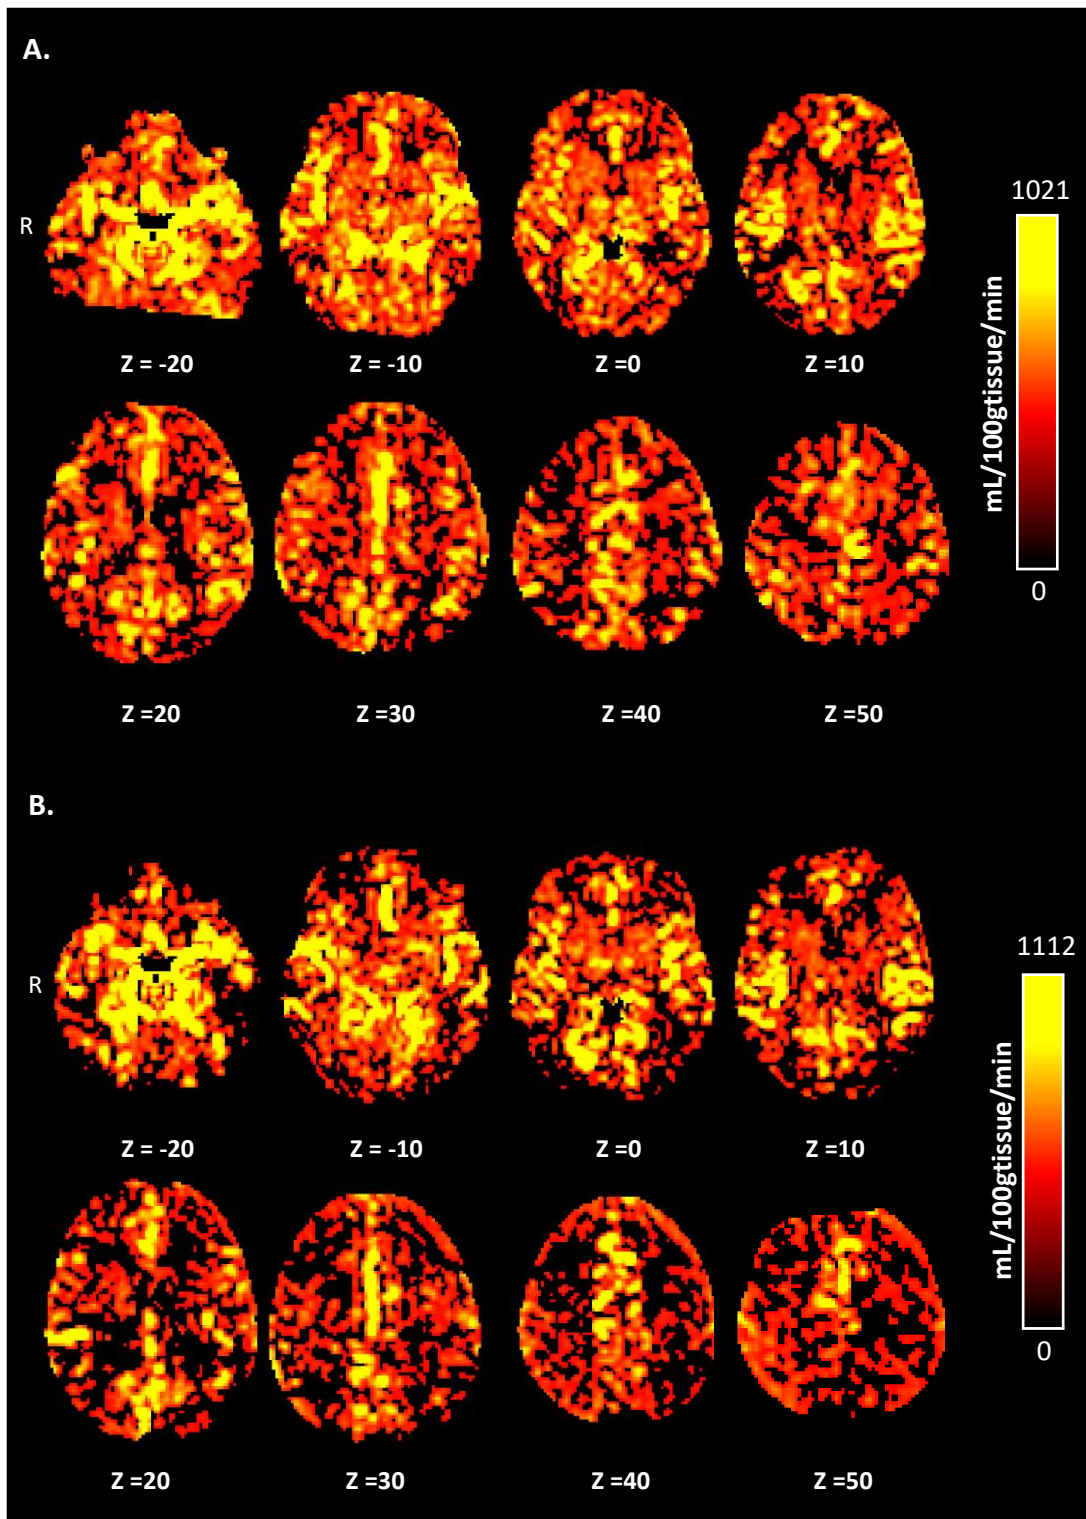 A.
1021
R
mL/100gtissue/min
Z = -20 Z = -10 Z =0 Z =10
0
Z =20 Z =30 Z =40 Z =50
B.
1112
R
mL/100gtissue/min
Z = -20 Z = -10 Z =0 Z =10
0
Z =20 Z =30 Z =40 Z =50